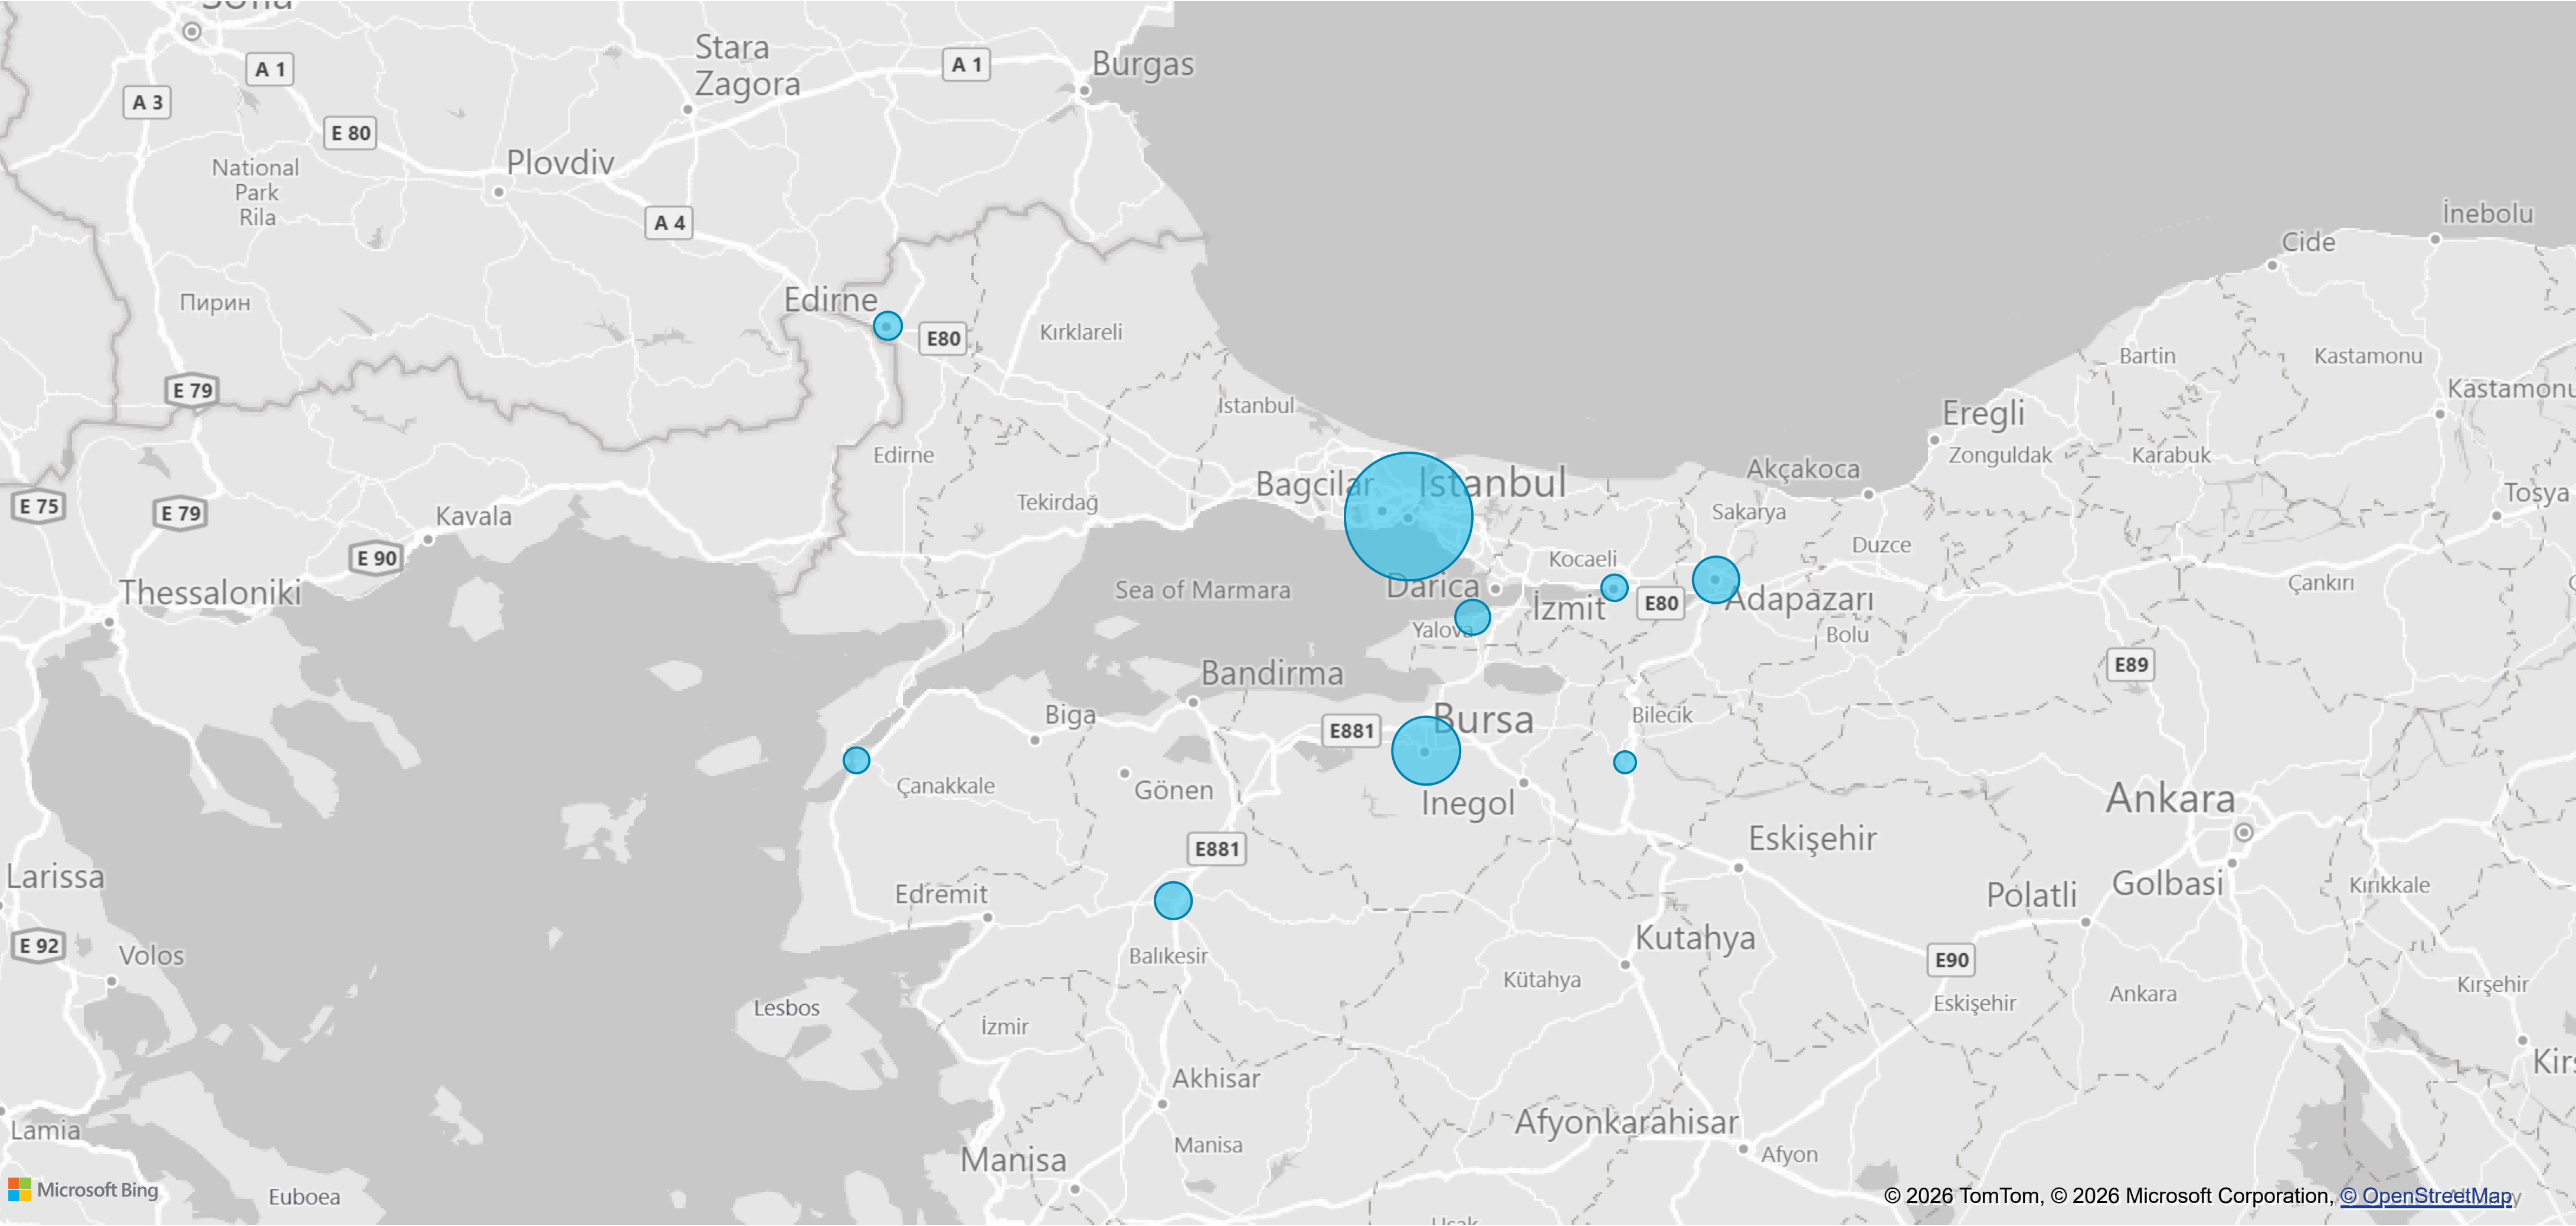 Sofia
Stara
Zagora
Burgas
A 1
A 1
A 3
E 80
Plovdiv
National
Park
Rila
A 4
İnebolu
Cide
Пирин
Edirne
E80
Kırklareli
Bartin
Kastamonu
E 79
Kastamonu
Istanbul
Eregli
Zonguldak
Karabuk
Edirne
Bagcilar
Istanbul
Akçakoca
Tosya
E 75
E 79
Kavala
Tekirdağ
Sakarya
Duzce
E 90
Kocaeli
Çankırı
Thessaloniki
Sea of Marmara
Darica
İzmit
E80
Adapazarı
Yalova
Bolu
E89
Bandirma
Biga
E881
Bursa
Bilecik
Çanakkale
Gönen
Inegol
Ankara
Eskişehir
E881
Larissa
Edremit
Polatli
Golbasi
Kırıkkale
E 92
Volos
Balıkesir
Kutahya
Kütahya
E90
Eskişehir
Ankara
Kırşehir
Lesbos
İzmir
Akhisar
Lamia
Manisa
Afyonkarahisar
Afyon
Manisa
Microsoft Bing
Euboea
© 2026 TomTom, © 2026 Microsoft Corporation, © OpenStreetMap